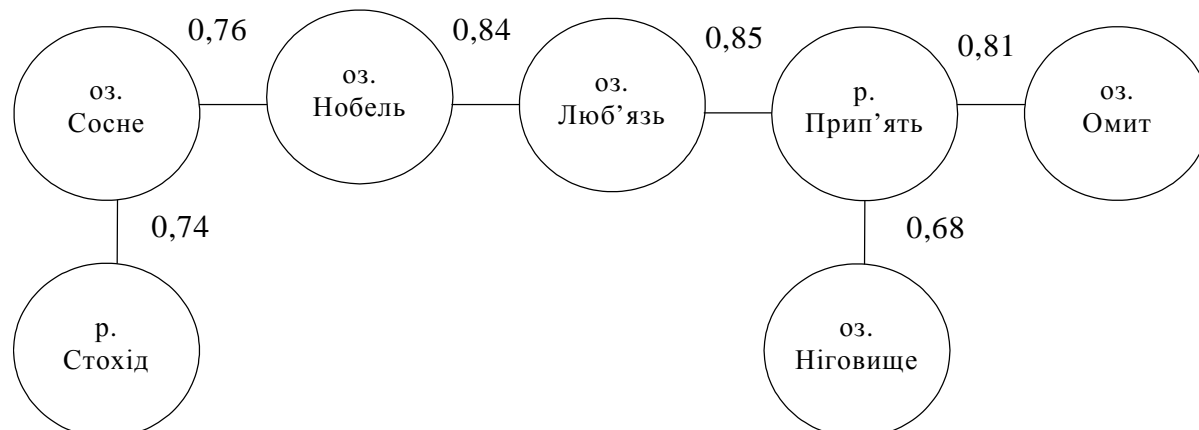 0,76
0,84
0,85
0,81
оз.
Сосне
оз.
Нобель
оз.
Люб’язь
р.
Прип’ять
оз.
Омит
0,74
0,68
р.
Стохід
оз.
Ніговище